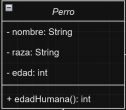 Perro
- nombre: String
- raza: String
- edad: int
+ edadHumana(): int